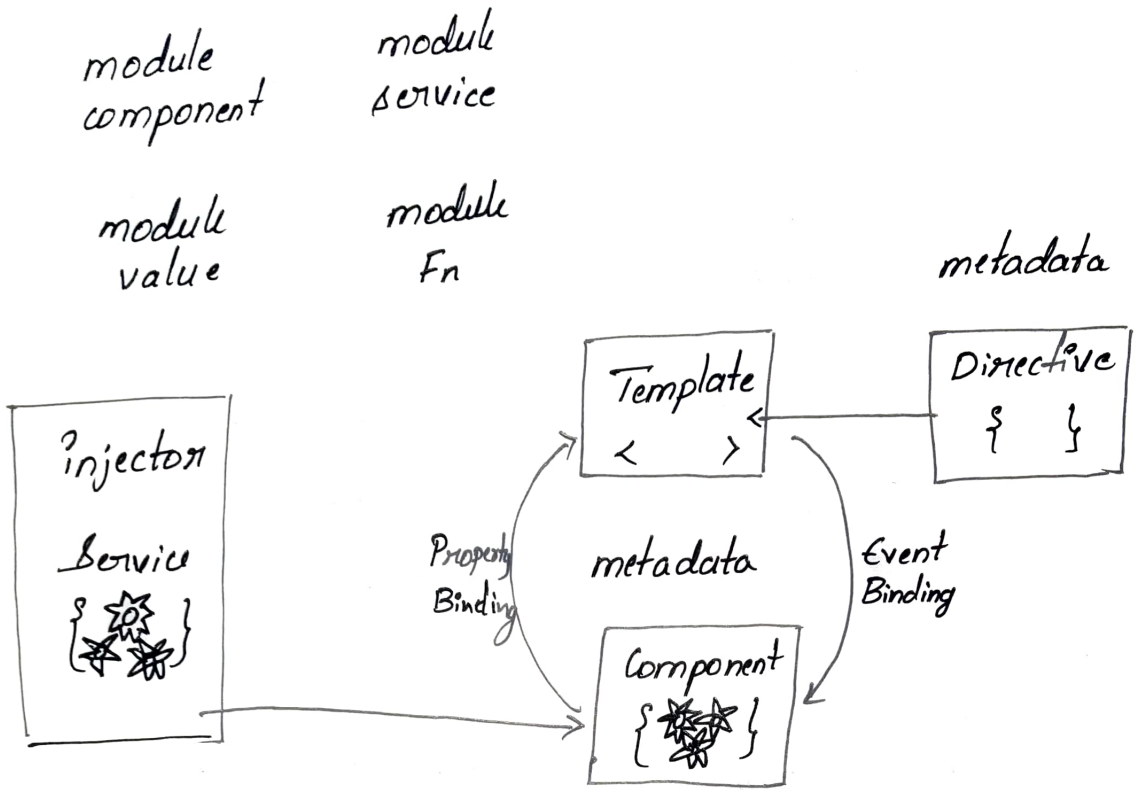 module
component
module
service
module
value
module
Fn
metadata
Template
< >
Directive
{ }
injector
Service
{ }
Property
Binding
metadata
Event
Binding
Component
{ }